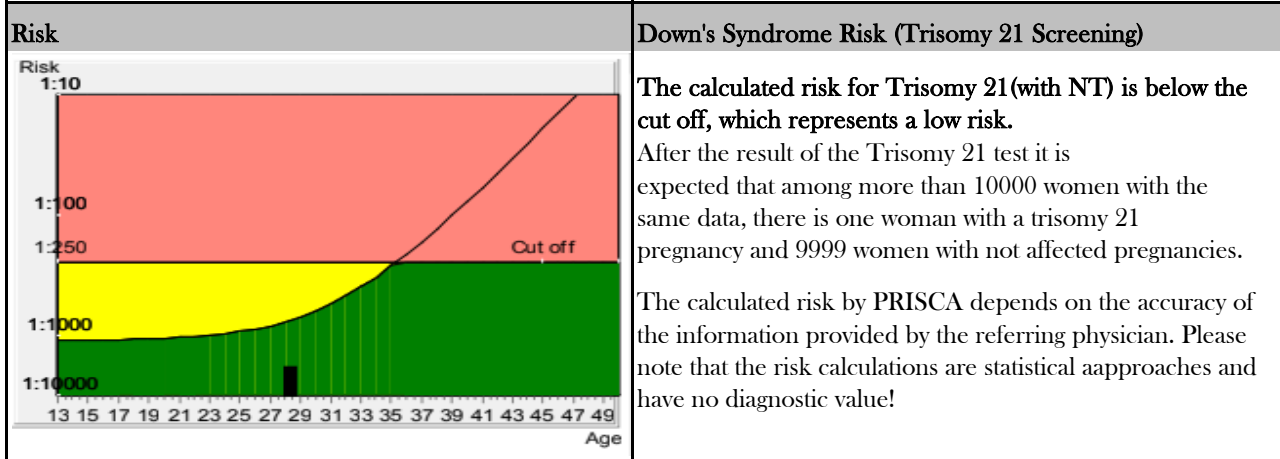 Risk
Down's Syndrome Risk (Trisomy 21 Screening)
Risk
1:10
1:100
1:250
Cut off
1:1000
1:10000
13 15 17 19 21 23 25 27 29 31 33 35 37 39 41 43 45 47 49
Age
The calculated risk for Trisomy 21(with NT) is below the
cut off, which represents a low risk.
After the result of the Trisomy 21 test it is
expected that among more than 10000 women with the
same data, there is one woman with a trisomy 21
pregnancy and 9999 women with not affected pregnancies.
The calculated risk by PRISCA depends on the accuracy of
the information provided by the referring physician. Please
note that the risk calculations are statistical aapproaches and
have no diagnostic value!